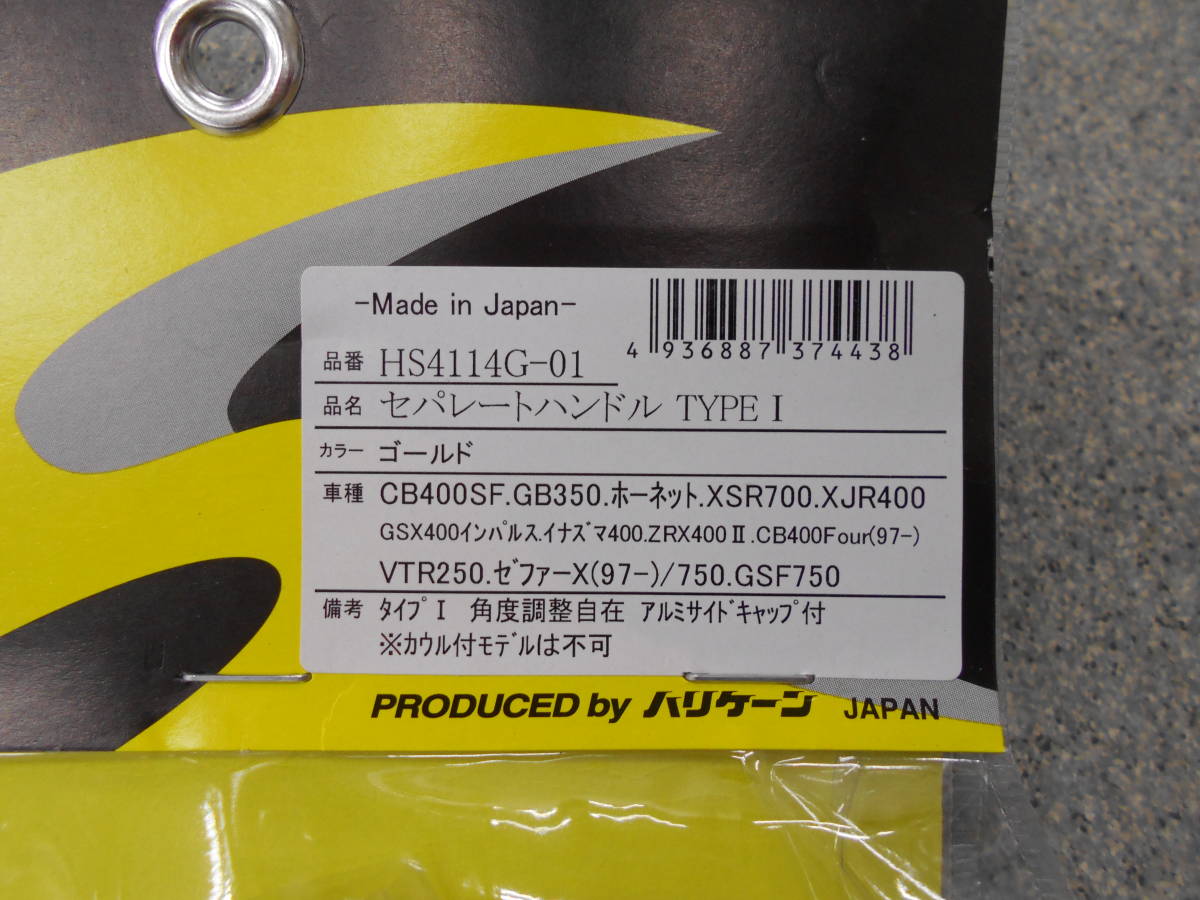 -Made in Japan-
4 936887 374438
品番 HS4114G-01
品名 セパレートハンドル TYPE I
カラー ゴールド
車種 CB400SF.GB350.ホーネット.XSR700.XJR400
GSX400インパルス.イナズマ400.ZRX400Ⅱ.CB400Four(97-)
VTR250.ゼファーX(97-)/750.GSF750
備考 タイプI 角度調整自在 アルミサイドキャップ付
※カウル付モデルは不可
PRODUCED by ハリケーン JAPAN